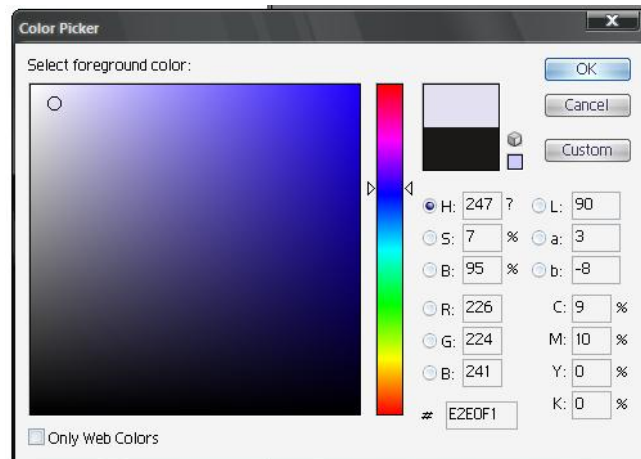 Color Picker
X
Select foreground color:
OK
Cancel
Custom
H: 247 ? L: 90
S: 7 % a: 3
B: 95 % b: -8
R: 226 C: 9 %
G: 224 M: 10 %
B: 241 Y: 0 %
# E2E0F1 K: 0 %
Only Web Colors